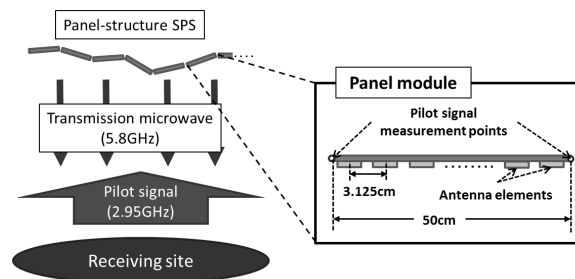 Panel-structure SPS
Transmission microwave
(5.8GHz)
Pilot signal
(2.95GHz)
Receiving site
Panel module
Pilot signal
measurement points
3.125cm
Antenna elements
50cm